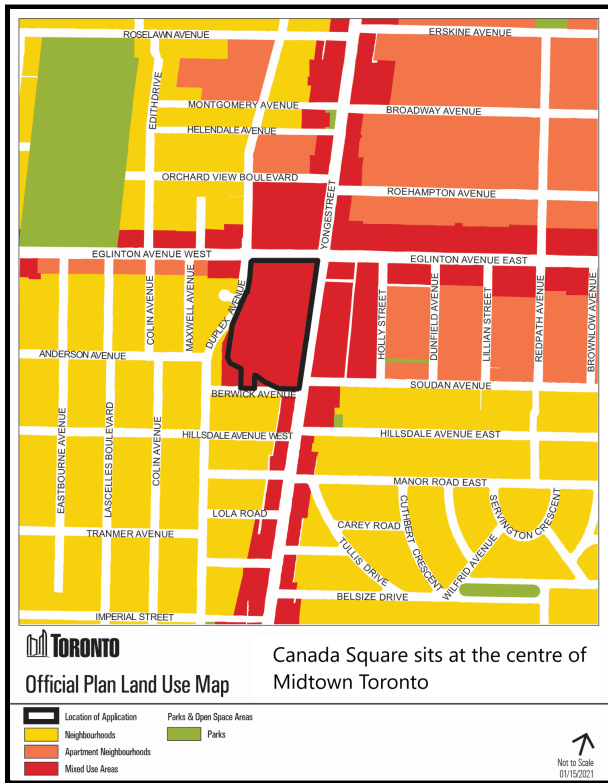 ROSELAWN AVENUE
ERSKINE AVENUE
EDITH DRIVE
MONTGOMERY AVENUE
BROADWAY AVENUE
HELENDALE AVENUE
ORCHARD VIEW BOULEVARD
ROEHAMPTON AVENUE
YONGE STREET
EGLINTON AVENUE WEST
EGLINTON AVENUE EAST
COLIN AVENUE
MAXWELL AVENUE
DUPLEX AVENUE
HOLLY STREET
DUNFIELD AVENUE
LILLIAN STREET
REDPATH AVENUE
BROWNLOW AVENUE
ANDERSON AVENUE
SOUDAN AVENUE
BERWICK AVENUE
EASTBOURNE AVENUE
LASCELLES BOULEVARD
COLIN AVENUE
HILLSDALE AVENUE WEST
HILLSDALE AVENUE EAST
MANOR ROAD EAST
LOLA ROAD
CAREY ROAD
CUTHBERT CRESCENT
SERVINGTON CRESCENT
TRANMER AVENUE
TULLIS DRIVE
WILFRID AVENUE
BELSIZE DRIVE
IMPERIAL STREET
TORONTO
Official Plan Land Use Map
Canada Square sits at the centre of
Midtown Toronto
Location of Application
Neighbourhoods
Apartment Neighbourhoods
Mixed Use Areas
Parks & Open Space Areas
Parks
Not to Scale
01/15/2021